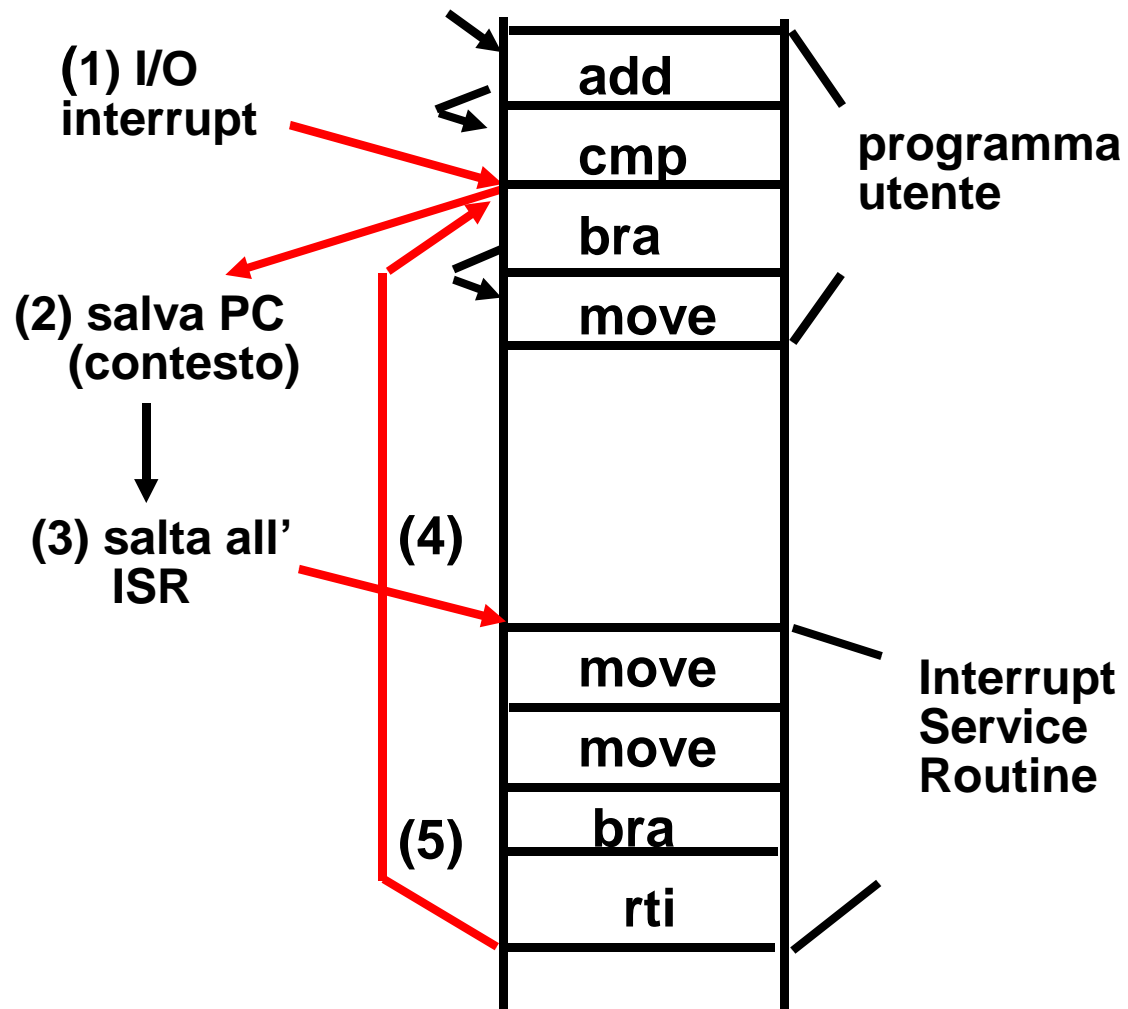 (1) I/O
interrupt
add
cmp
bra
move
programma
utente
(2) salva PC
(contesto)
(3) salta all’
ISR
(4)
move
move
bra
rti
(5)
Interrupt
Service
Routine